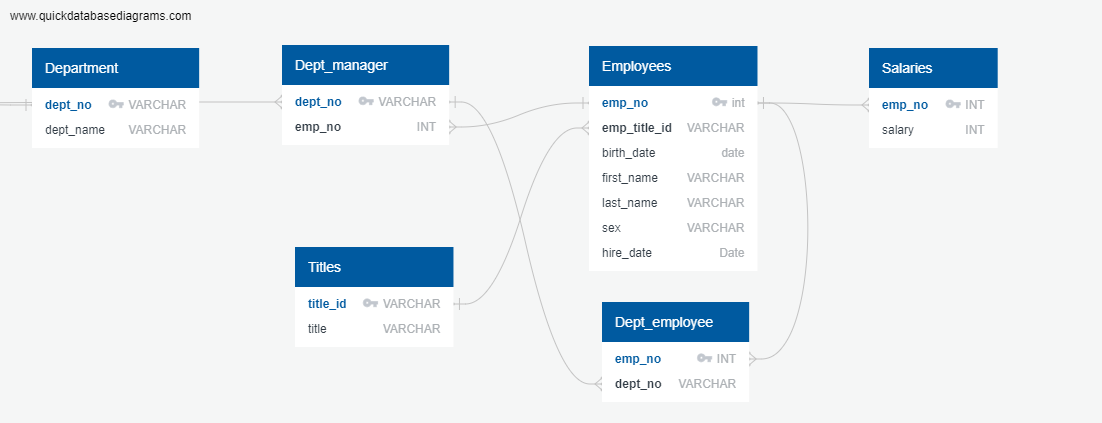 www.quickdatabasediagrams.com
Department
dept_no VARCHAR
dept_name VARCHAR
Dept_manager
dept_no VARCHAR
emp_no INT
Employees
emp_no int
emp_title_id VARCHAR
birth_date date
first_name VARCHAR
last_name VARCHAR
sex VARCHAR
hire_date Date
Salaries
emp_no INT
salary INT
Titles
title_id VARCHAR
title VARCHAR
Dept_employee
emp_no INT
dept_no VARCHAR